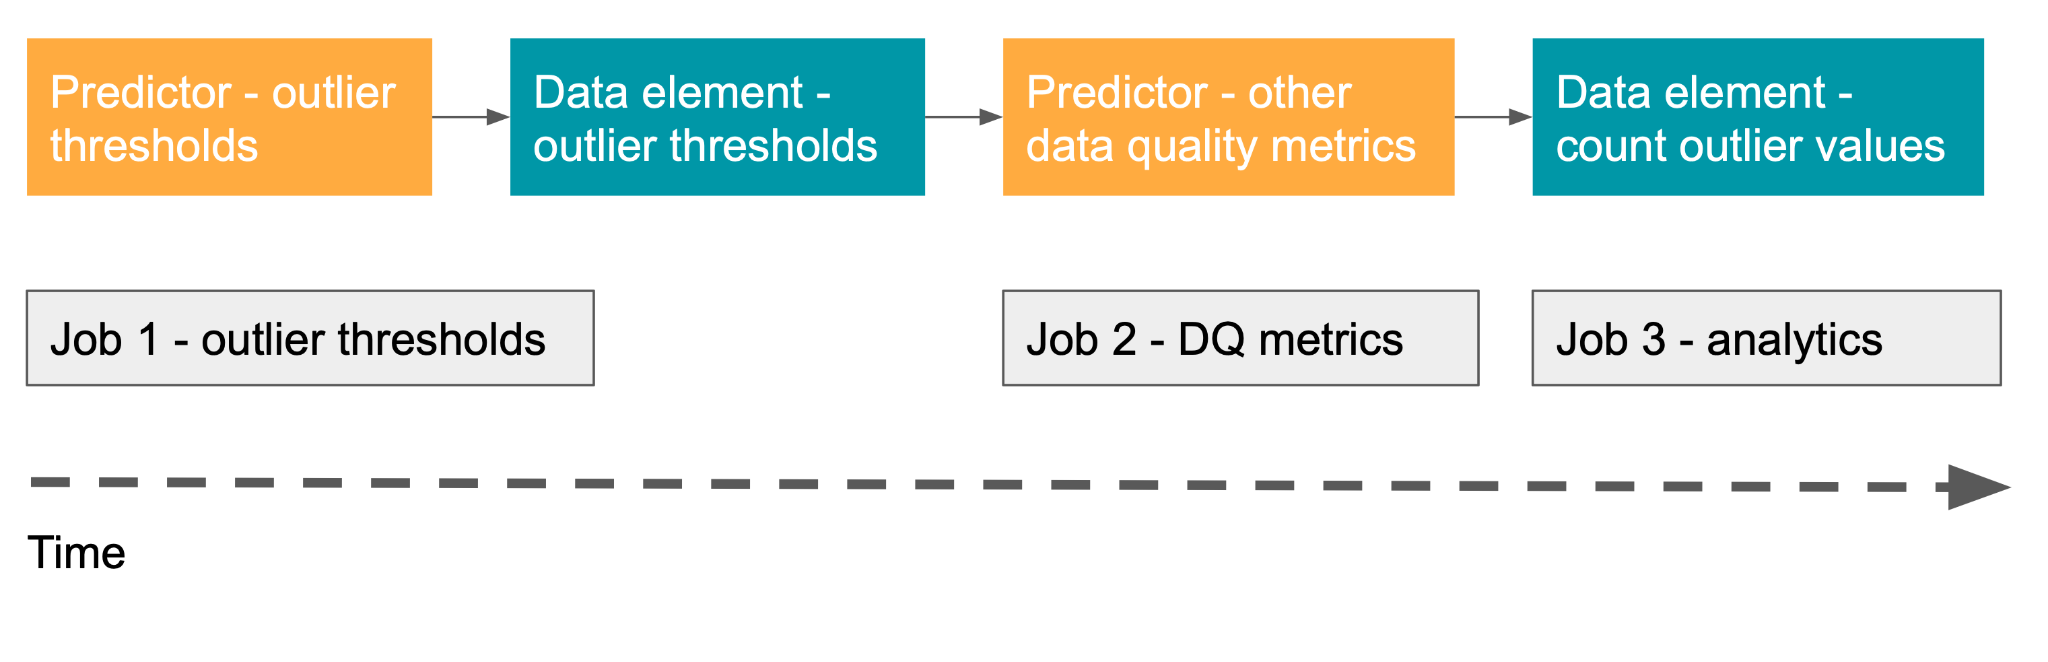 Predictor - outlier
thresholds
Data element -
outlier thresholds
Predictor - other
data quality metrics
Data element -
count outlier values
Job 1 - outlier thresholds
Job 2 - DQ metrics
Job 3 - analytics
Time